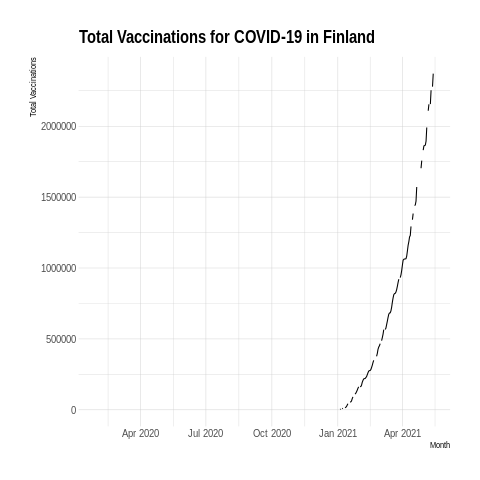 Total Vaccinations for COVID-19 in Finland
Total Vaccinations
2000000
1500000
1000000
500000
0
Apr 2020 Jul 2020 Oct 2020 Jan 2021 Apr 2021
Month